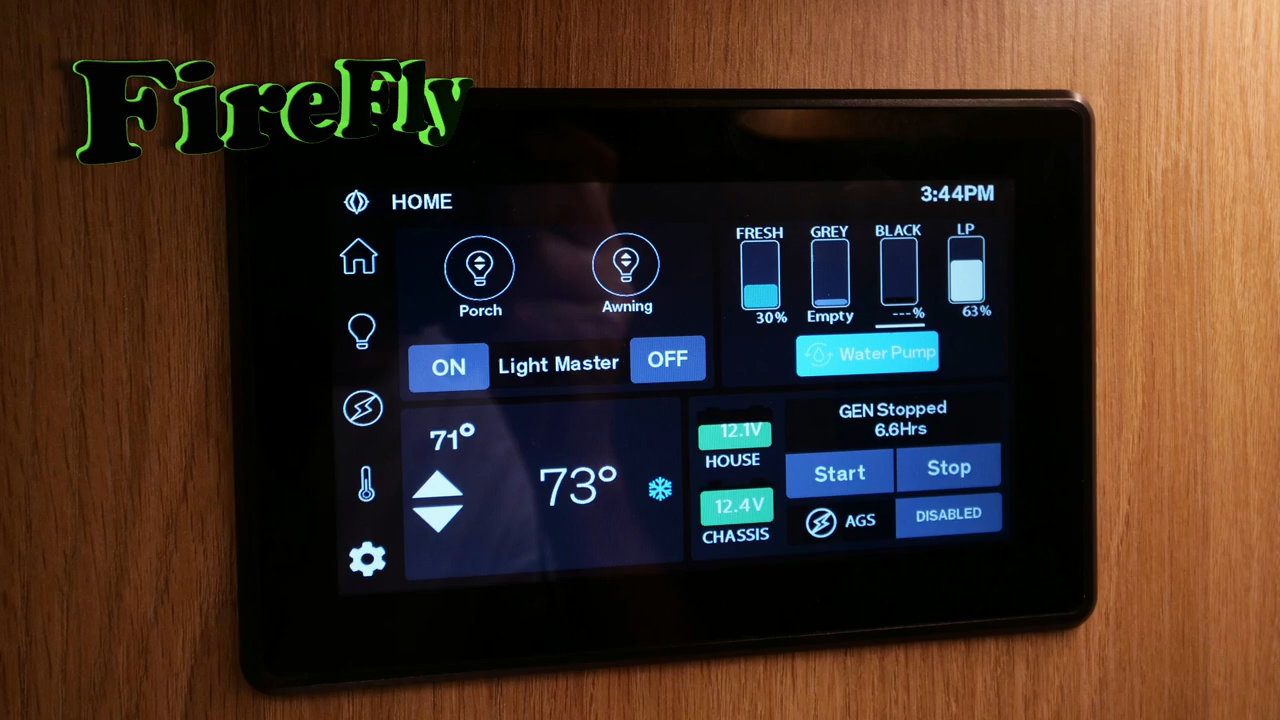 FireFly
HOME
3:44PM
Porch
Awning
FRESH GREY BLACK LP
30% Empty ---% 63%
ON Light Master OFF
Water Pump
71°
73°
12.1V
HOUSE
12.4V
CHASSIS
GEN Stopped
6.6Hrs
Start Stop
AGS DISABLED